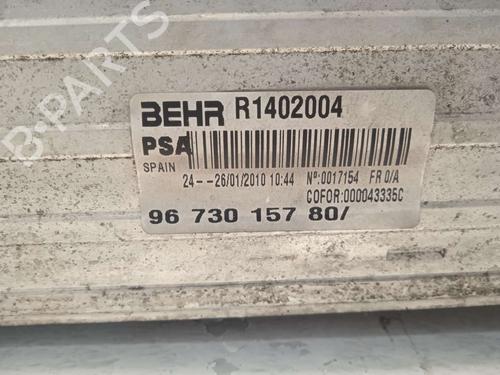 BEHR R1402004
PSA
SPAIN
24--26/01/2010 10:44 Nº:0017154 FR 0/A
COFOR:000043335C
96 730 157 80/
B-PARTS